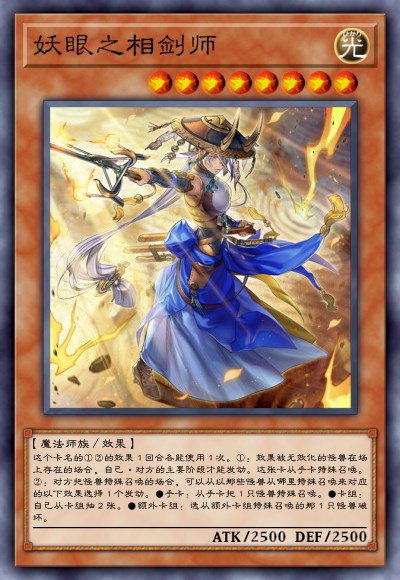 妖眼之相剑师
光
【魔法师族/效果】
这个卡名的①②的效果1回合各能使用1次。①：效果被无效化的怪兽在场
上存在的场合，自己·对方的主要阶段才能发动。这张卡从手卡特殊召唤。
②：对方把怪兽特殊召唤的场合，可以从以那些怪兽从哪里特殊召唤来对应
的以下效果选择1个发动。●手卡：从手卡把1只怪兽特殊召唤。●卡组：
自己从卡组抽2张。●额外卡组：选从额外卡组特殊召唤的那1只怪兽破
坏。
ATK/2500 DEF/2500